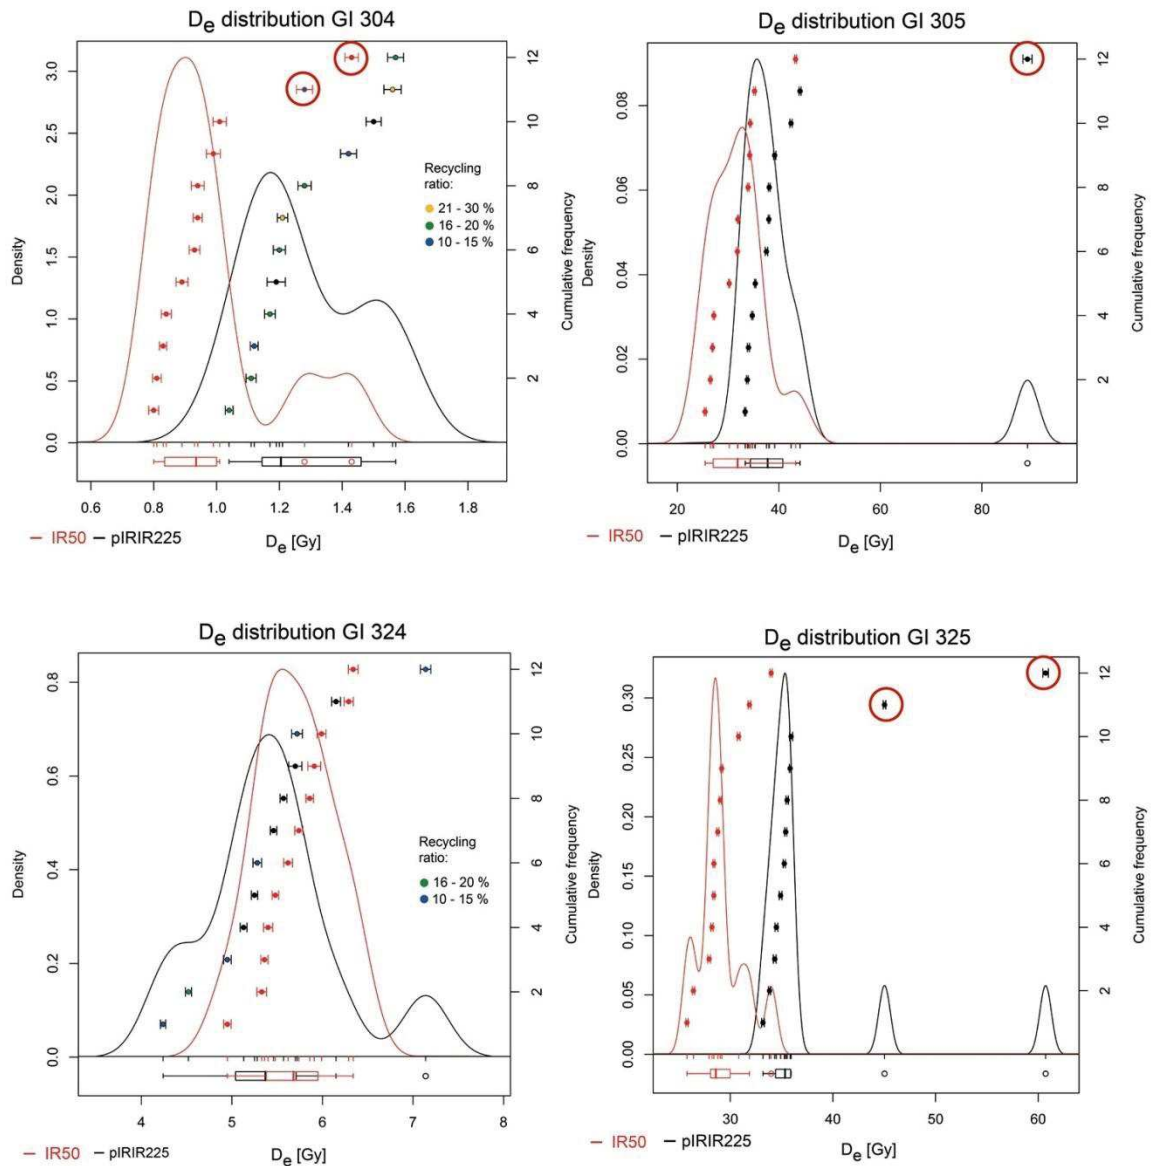 De distribution GI 304
Density
0.0 0.5 1.0 1.5 2.0 2.5 3.0
2 4 6 8 10 12
Cumulative frequency
Recycling
ratio:
21 - 30 %
16 - 20 %
10 - 15 %
0.6 0.8 1.0 1.2 1.4 1.6 1.8
IR50 pIRIR225
De [Gy]
De distribution GI 305
Density
0.00 0.02 0.04 0.06 0.08
2 4 6 8 10 12
Cumulative frequency
20 40 60 80
IR50 pIRIR225
De [Gy]
De distribution GI 324
Density
0.0 0.2 0.4 0.6 0.8
2 4 6 8 10 12
Cumulative frequency
Recycling
ratio:
16 - 20 %
10 - 15 %
4 5 6 7 8
IR50 pIRIR225
De [Gy]
De distribution GI 325
Density
0.00 0.05 0.10 0.15 0.20 0.25 0.30
2 4 6 8 10 12
Cumulative frequency
30 40 50 60
IR50 pIRIR225
De [Gy]